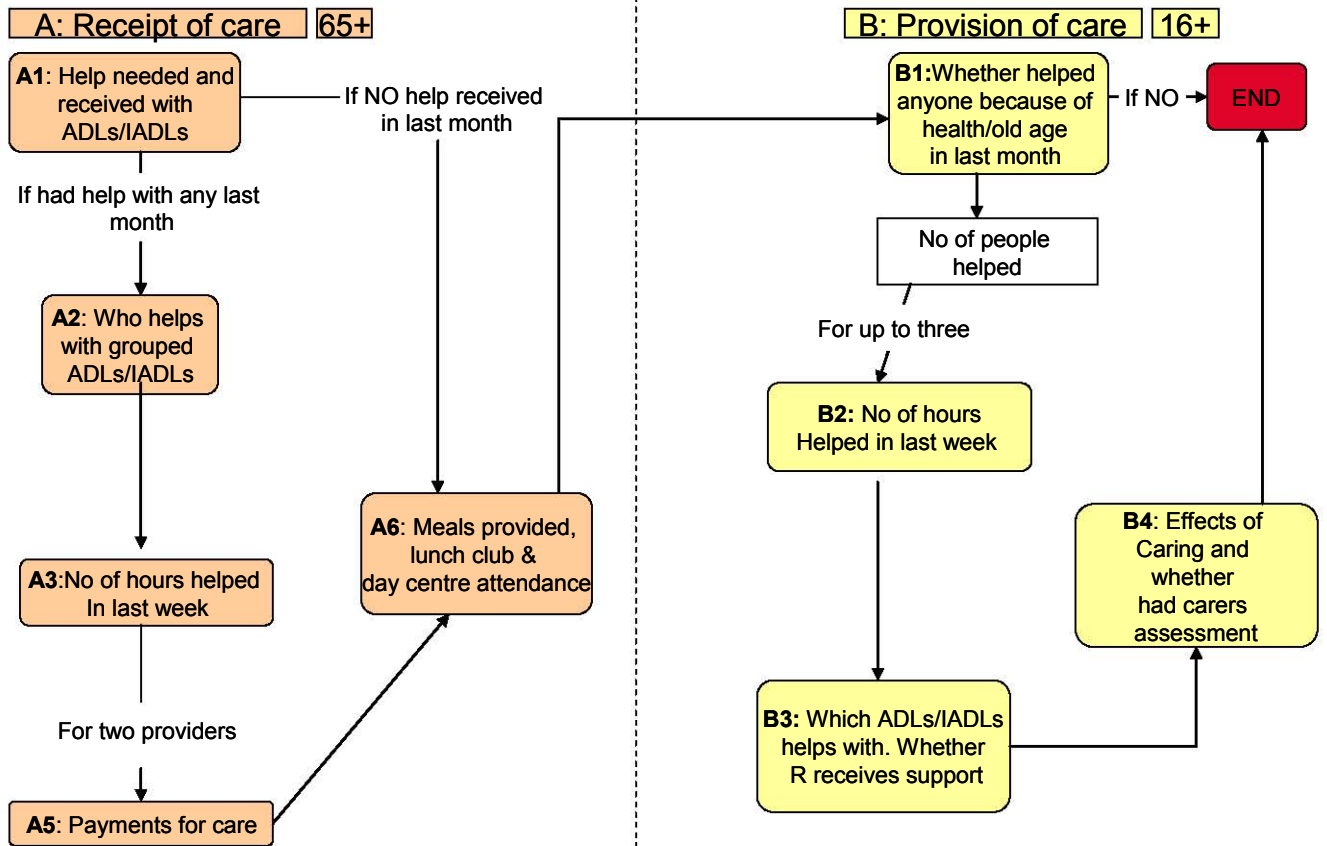 A: Receipt of care 65+
A1: Help needed and
received with
ADLs/IADLs
If NO help received
in last month
If had help with any last
month
A2: Who helps
with grouped
ADLs/IADLs
A3:No of hours helped
In last week
For two providers
A5: Payments for care
A6: Meals provided,
lunch club &
day centre attendance
B: Provision of care 16+
B1:Whether helped
anyone because of
health/old age
in last month
If NO
END
No of people
helped
For up to three
B2: No of hours
Helped in last week
B3: Which ADLs/IADLs
helps with. Whether
R receives support
B4: Effects of
Caring and
whether
had carers
assessment